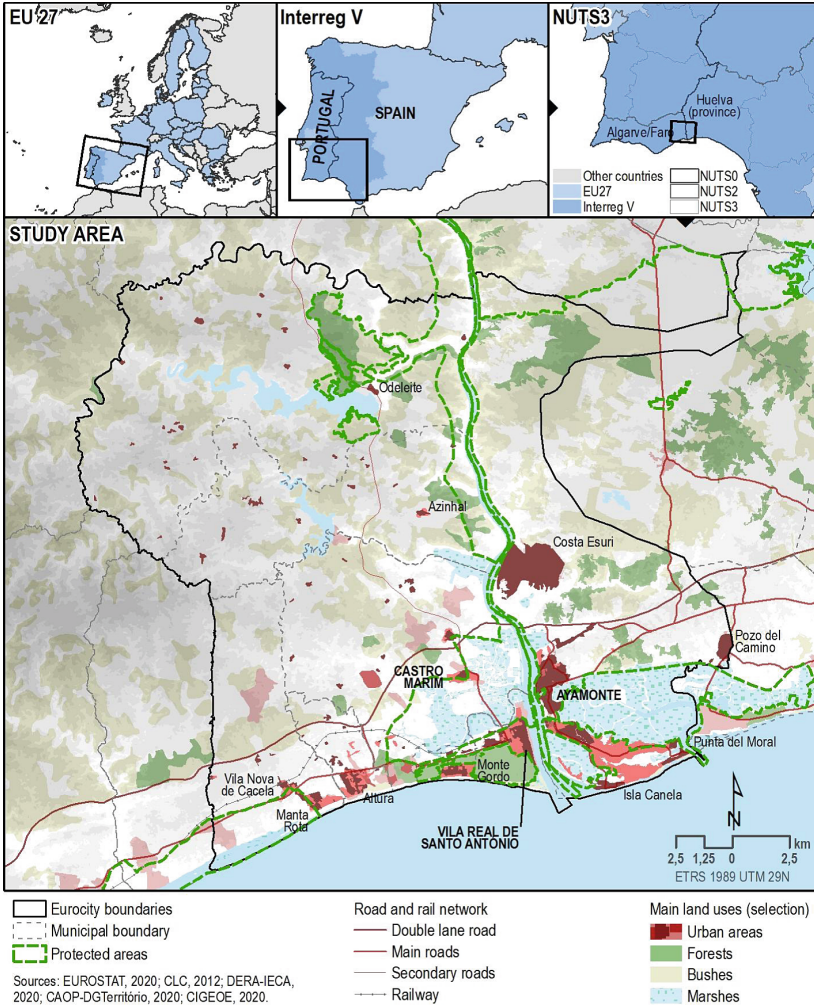 EU 27
Interreg V
PORTUGAL
SPAIN
NUTS3
Huelva
(province)
Algarve/Faro
Other countries
EU27
Interreg V
NUTS0
NUTS2
NUTS3
STUDY AREA
Odeleite
Azinhal
Costa Esuri
Pozo del
Camino
CASTRO
MARIM
AYAMONTE
Punta del Moral
Vila Nova
de Cacela
Monte
Gordo
Altura
Isla Canela
Manta
Rota
VILA REAL DE
SANTO ANTÓNIO
N
km
2,5 1,25 0 2,5
ETRS 1989 UTM 29N
Eurocity boundaries
Municipal boundary
Protected areas
Sources: EUROSTAT, 2020; CLC, 2012; DERA-IECA,
2020; CAOP-DGTerritório, 2020; CIGEOE, 2020.
Road and rail network
Double lane road
Main roads
Secondary roads
Railway
Main land uses (selection)
Urban areas
Forests
Bushes
Marshes